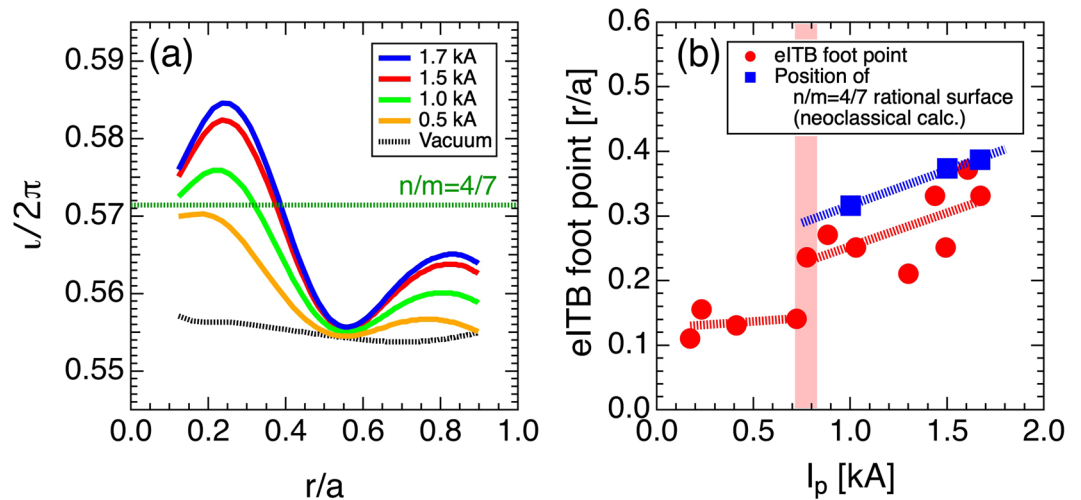 (a)
1.7 kA
1.5 kA
1.0 kA
0.5 kA
Vacuum
n/m=4/7
ι/2π
0.59
0.58
0.57
0.56
0.55
0.0 0.2 0.4 0.6 0.8 1.0
r/a
(b)
eITB foot point
Position of
n/m=4/7 rational surface
(neoclassical calc.)
eITB foot point [r/a]
0.6
0.5
0.4
0.3
0.2
0.1
0.0
0.0 0.5 1.0 1.5 2.0
Ip [kA]